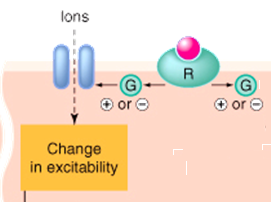 Ions
R
G
G
⊕ or ⊖
⊕ or ⊖
Change
in excitability